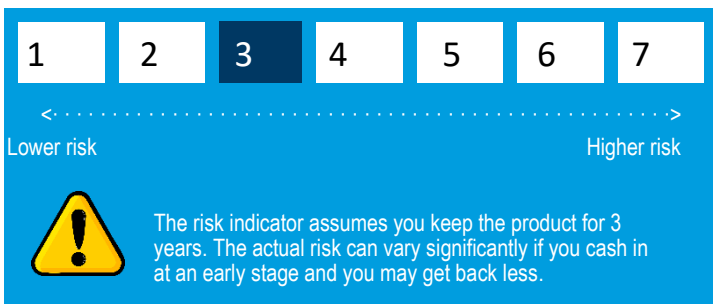 1 2 3 4 5 6 7
Lower risk Higher risk
The risk indicator assumes you keep the product for 3
years. The actual risk can vary significantly if you cash in
at an early stage and you may get back less.